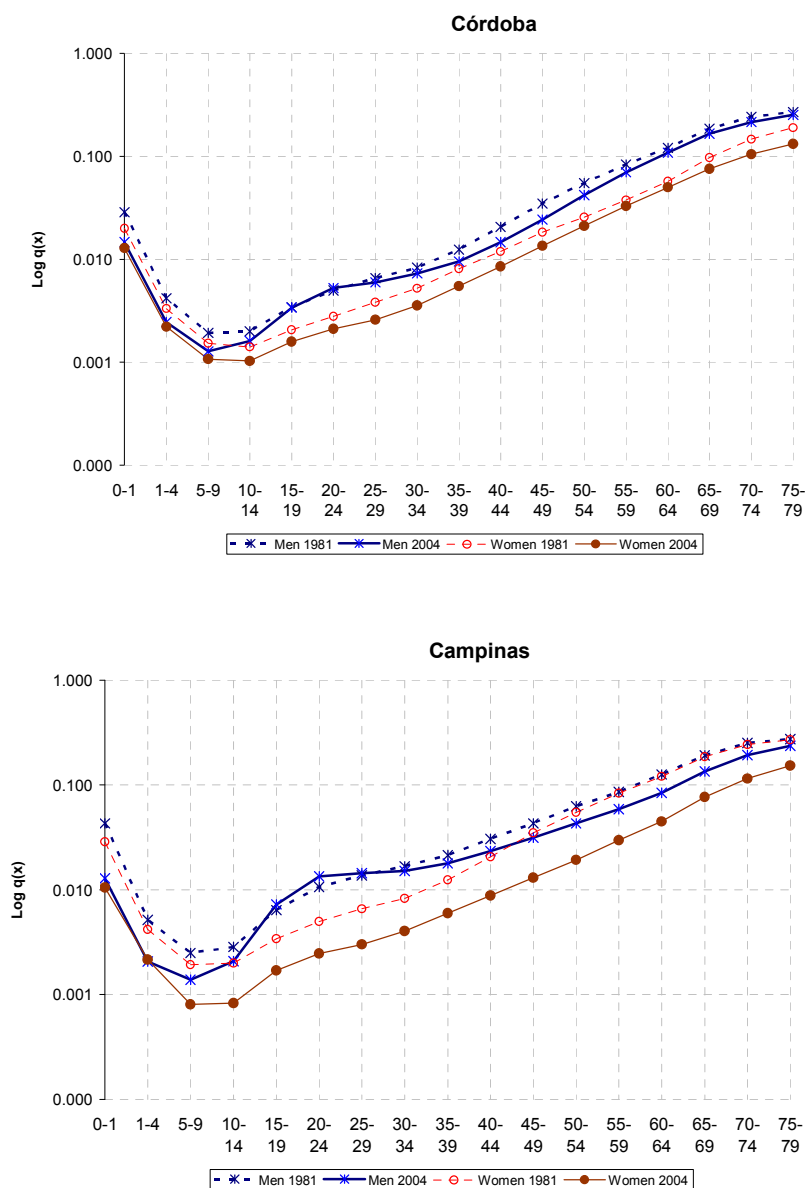 Córdoba
Log q(x)
1.000
0.100
0.010
0.001
0.000
0-1 1-4 5-9 10-14 15-19 20-24 25-29 30-34 35-39 40-44 45-49 50-54 55-59 60-64 65-69 70-74 75-79
Men 1981 Men 2004 Women 1981 Women 2004
Campinas
Log q(x)
1.000
0.100
0.010
0.001
0.000
0-1 1-4 5-9 10-14 15-19 20-24 25-29 30-34 35-39 40-44 45-49 50-54 55-59 60-64 65-69 70-74 75-79
Men 1981 Men 2004 Women 1981 Women 2004